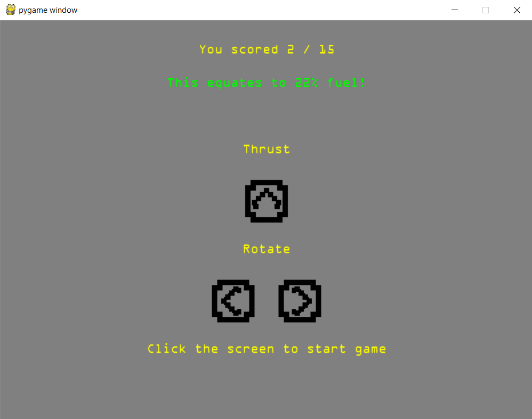 pygame window
You scored 2 / 15
This equates to 22% fuel!
Thrust
Rotate
Click the screen to start game